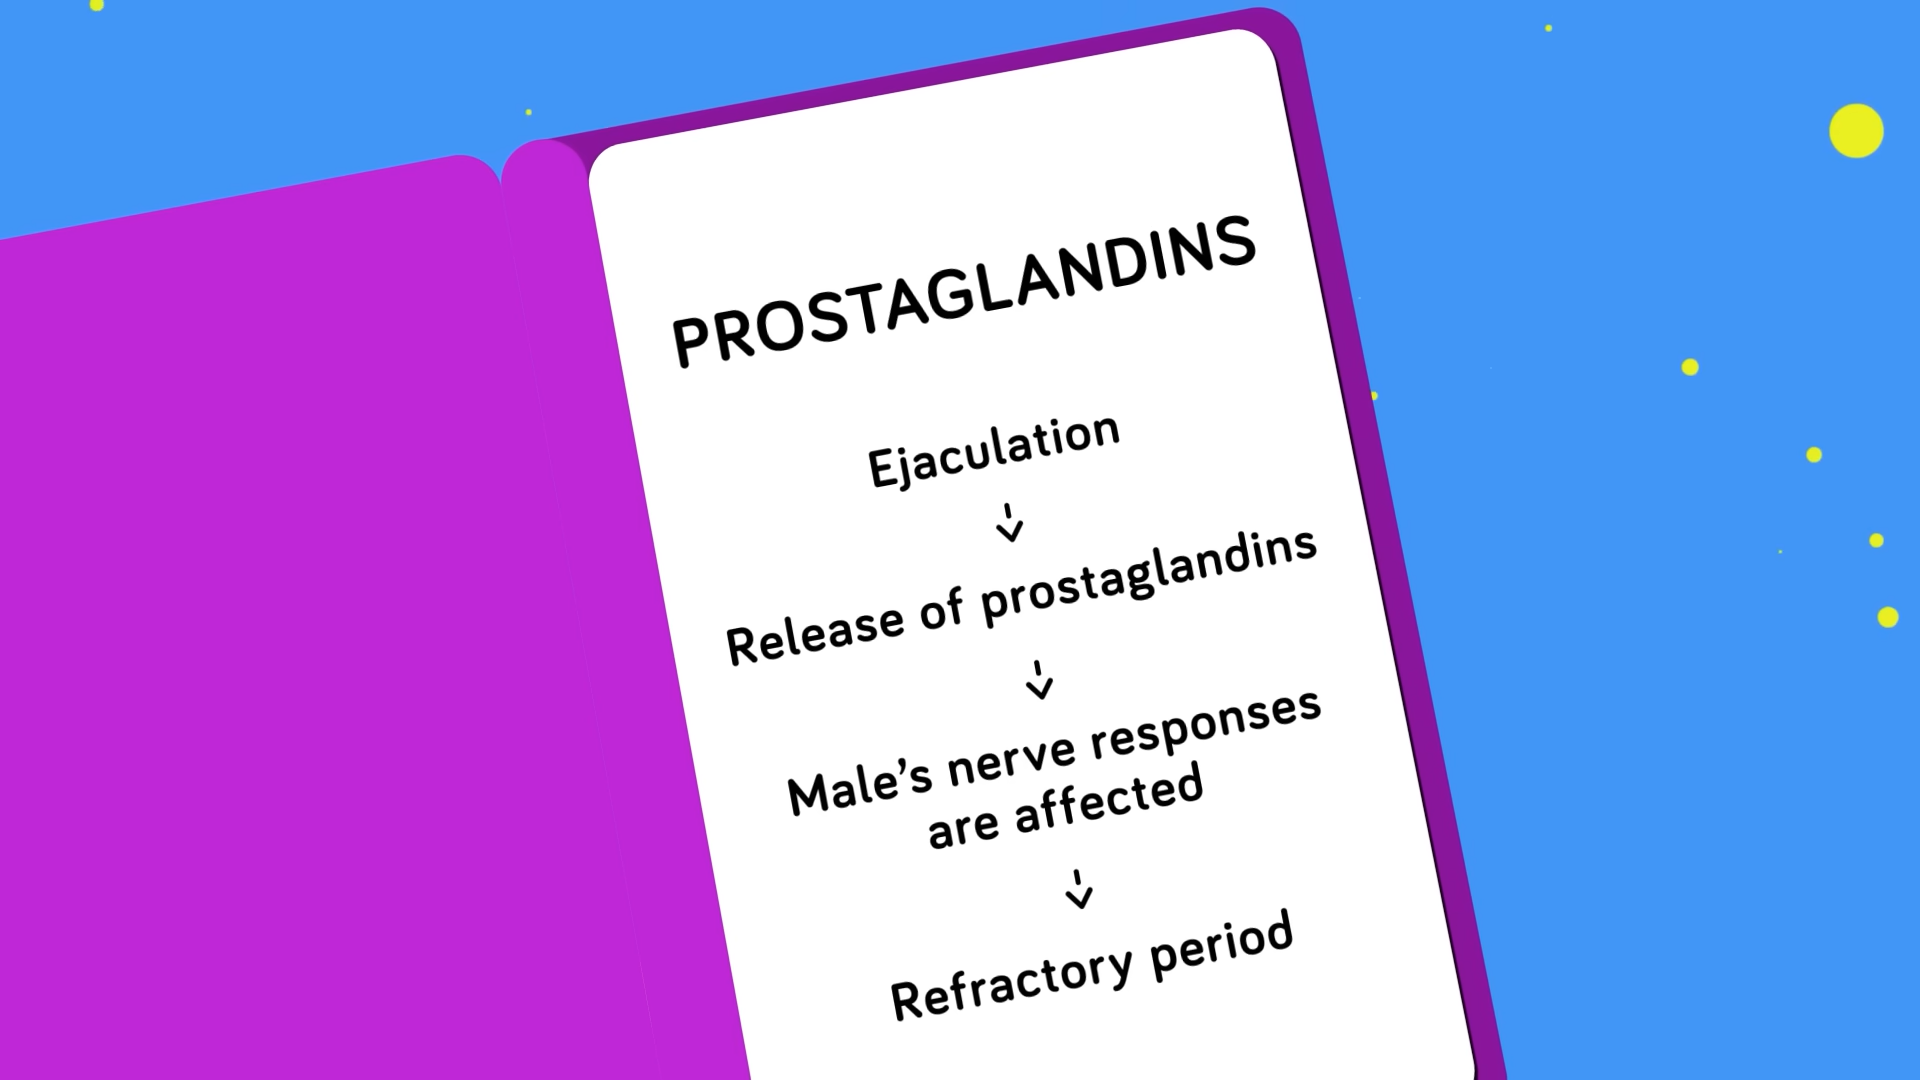 PROSTAGLANDINS
Ejaculation
Release of prostaglandins
Male’s nerve responses
are affected
Refractory period